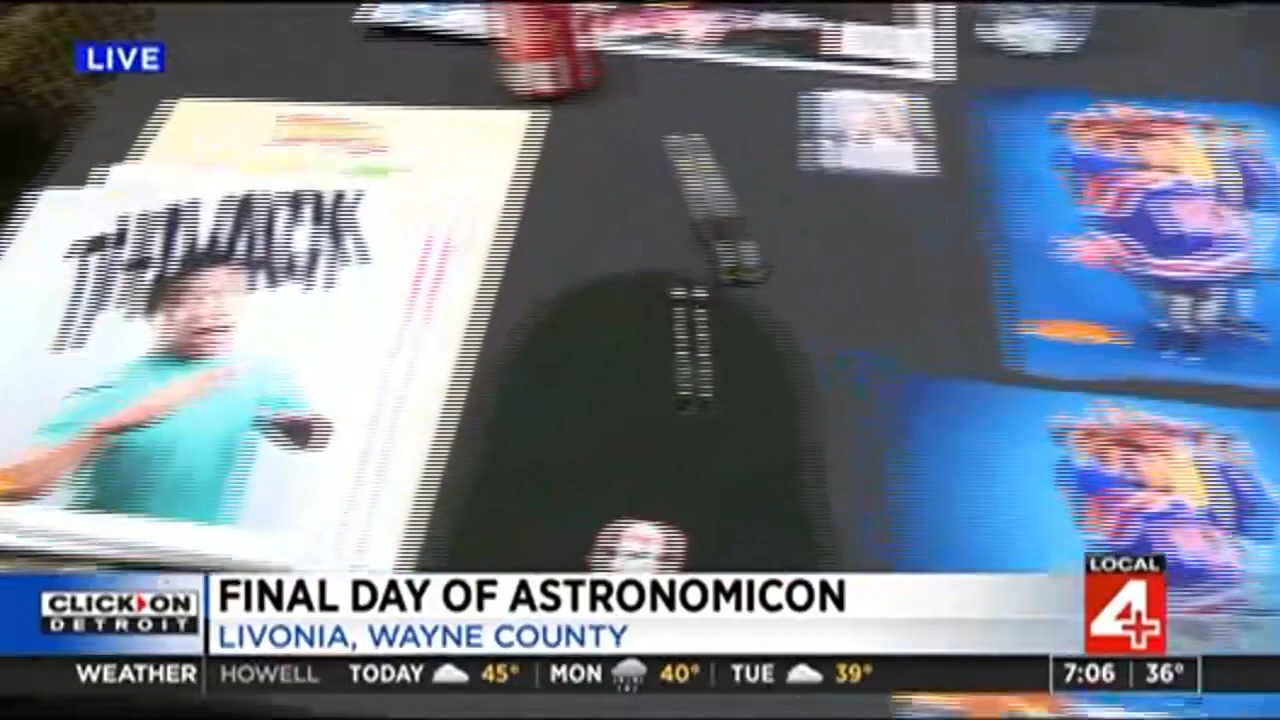 LIVE
CLICK ON
DETROIT
FINAL DAY OF ASTRONOMICON
LIVONIA, WAYNE COUNTY
LOCAL
4+
WEATHER HOWELL TODAY 45° MON 40° TUE 39° 7:06 36°